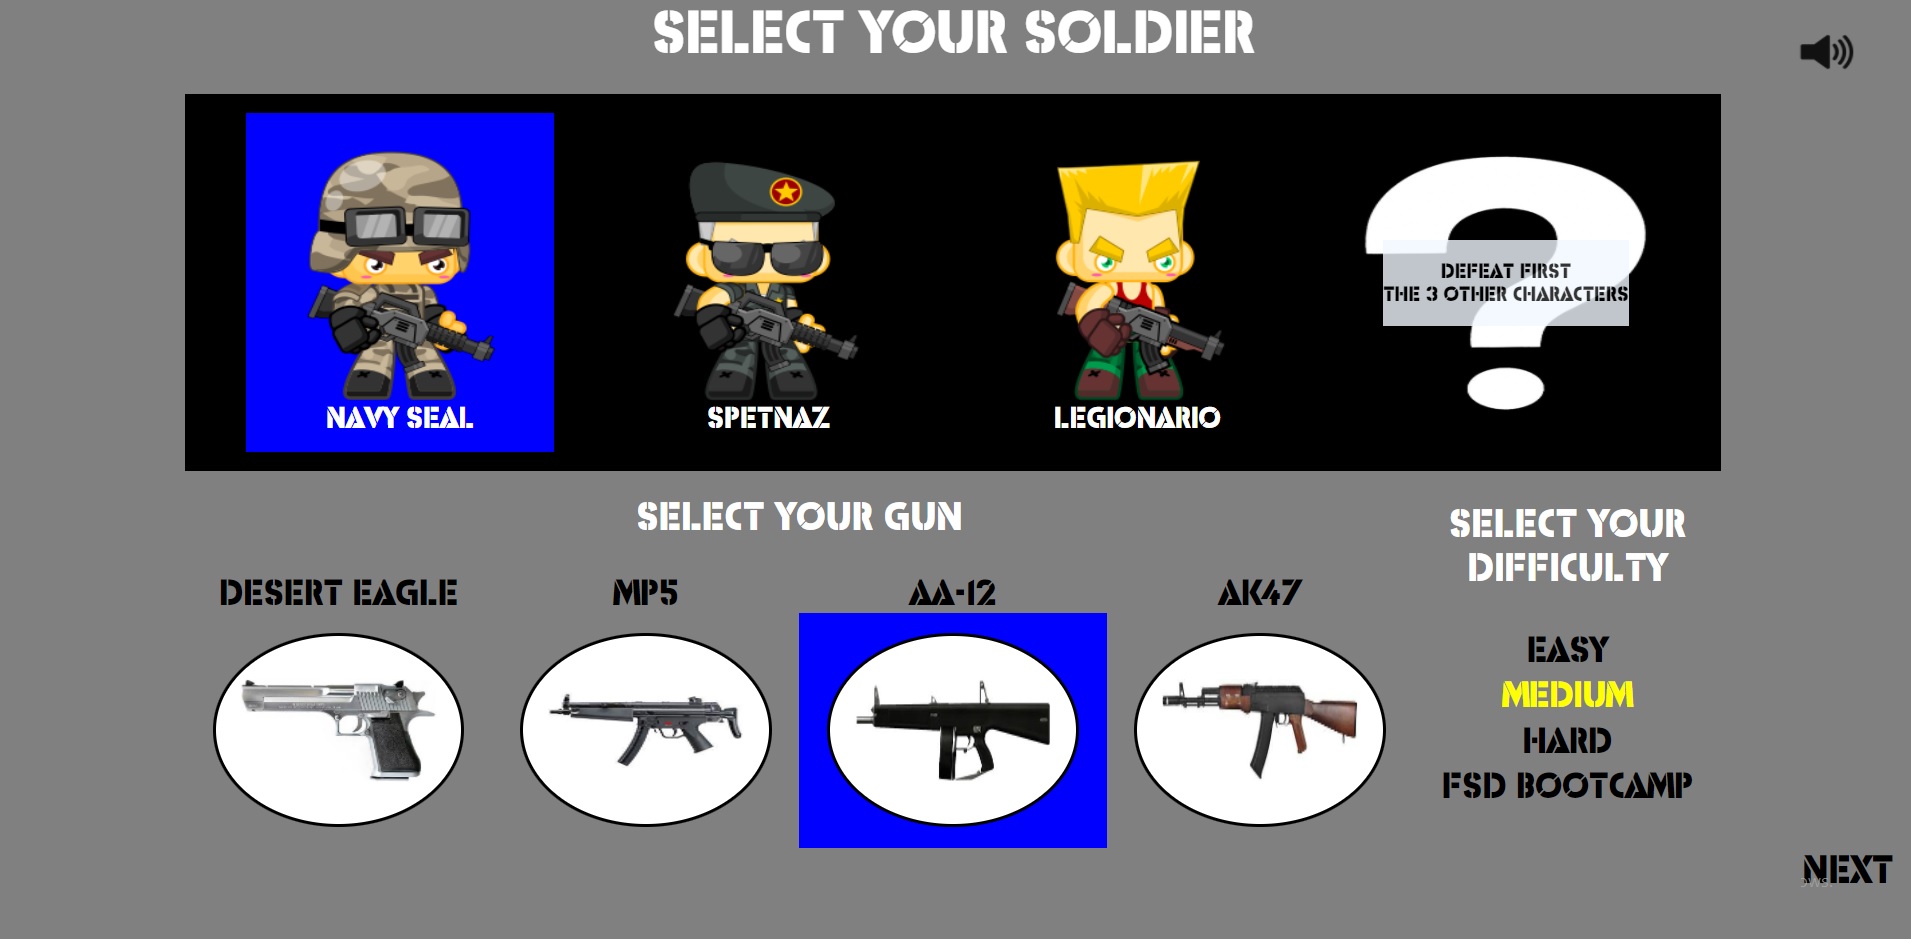 SELECT YOUR SOLDIER
DEFEAT FIRST
THE 3 OTHER CHARACTERS
NAVY SEAL
SPETNAZ
LEGIONARIO
SELECT YOUR GUN
SELECT YOUR
DIFFICULTY
DESERT EAGLE
MP5
AA-12
AK47
EASY
MEDIUM
HARD
FSD BOOTCAMP
NEXT